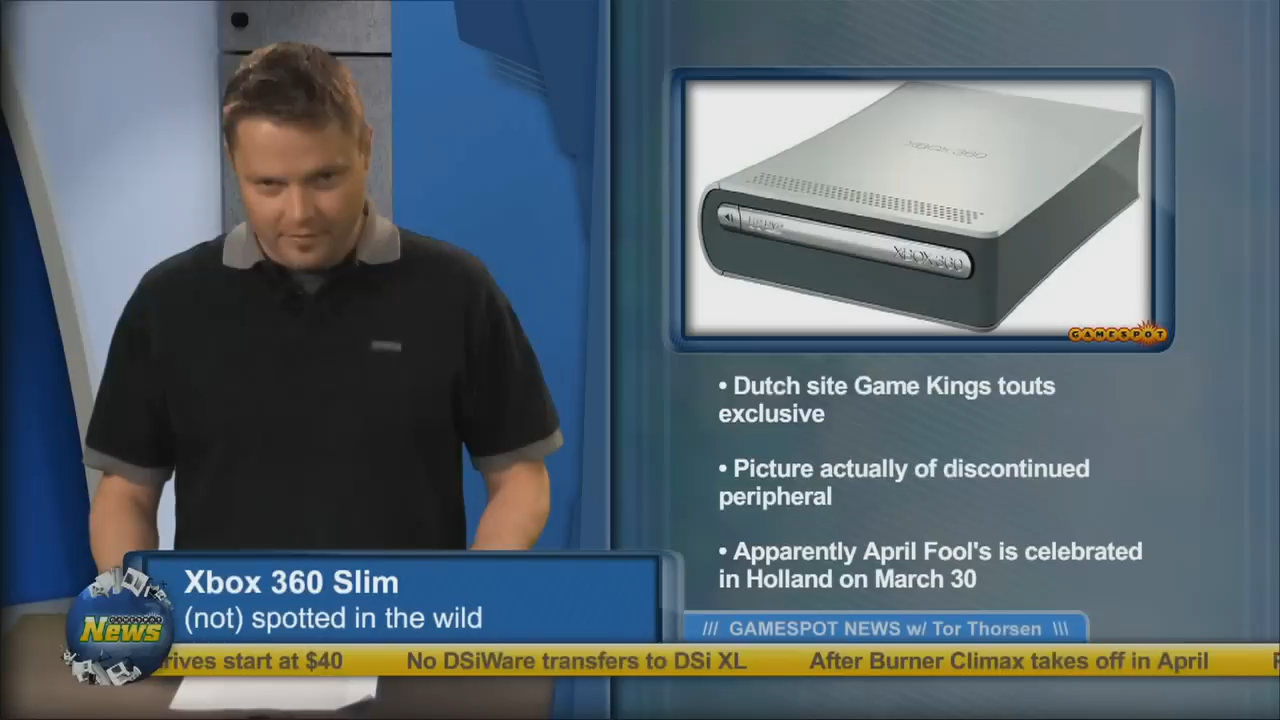 XBOX 360
XBOX 360
GAMESPOT
• Dutch site Game Kings touts
exclusive
• Picture actually of discontinued
peripheral
• Apparently April Fool's is celebrated
in Holland on March 30
Xbox 360 Slim
(not) spotted in the wild
GAMESPOT
News
/// GAMESPOT NEWS w/ Tor Thorsen \\\
rives start at $40 No DSiWare transfers to DSi XL After Burner Climax takes off in April